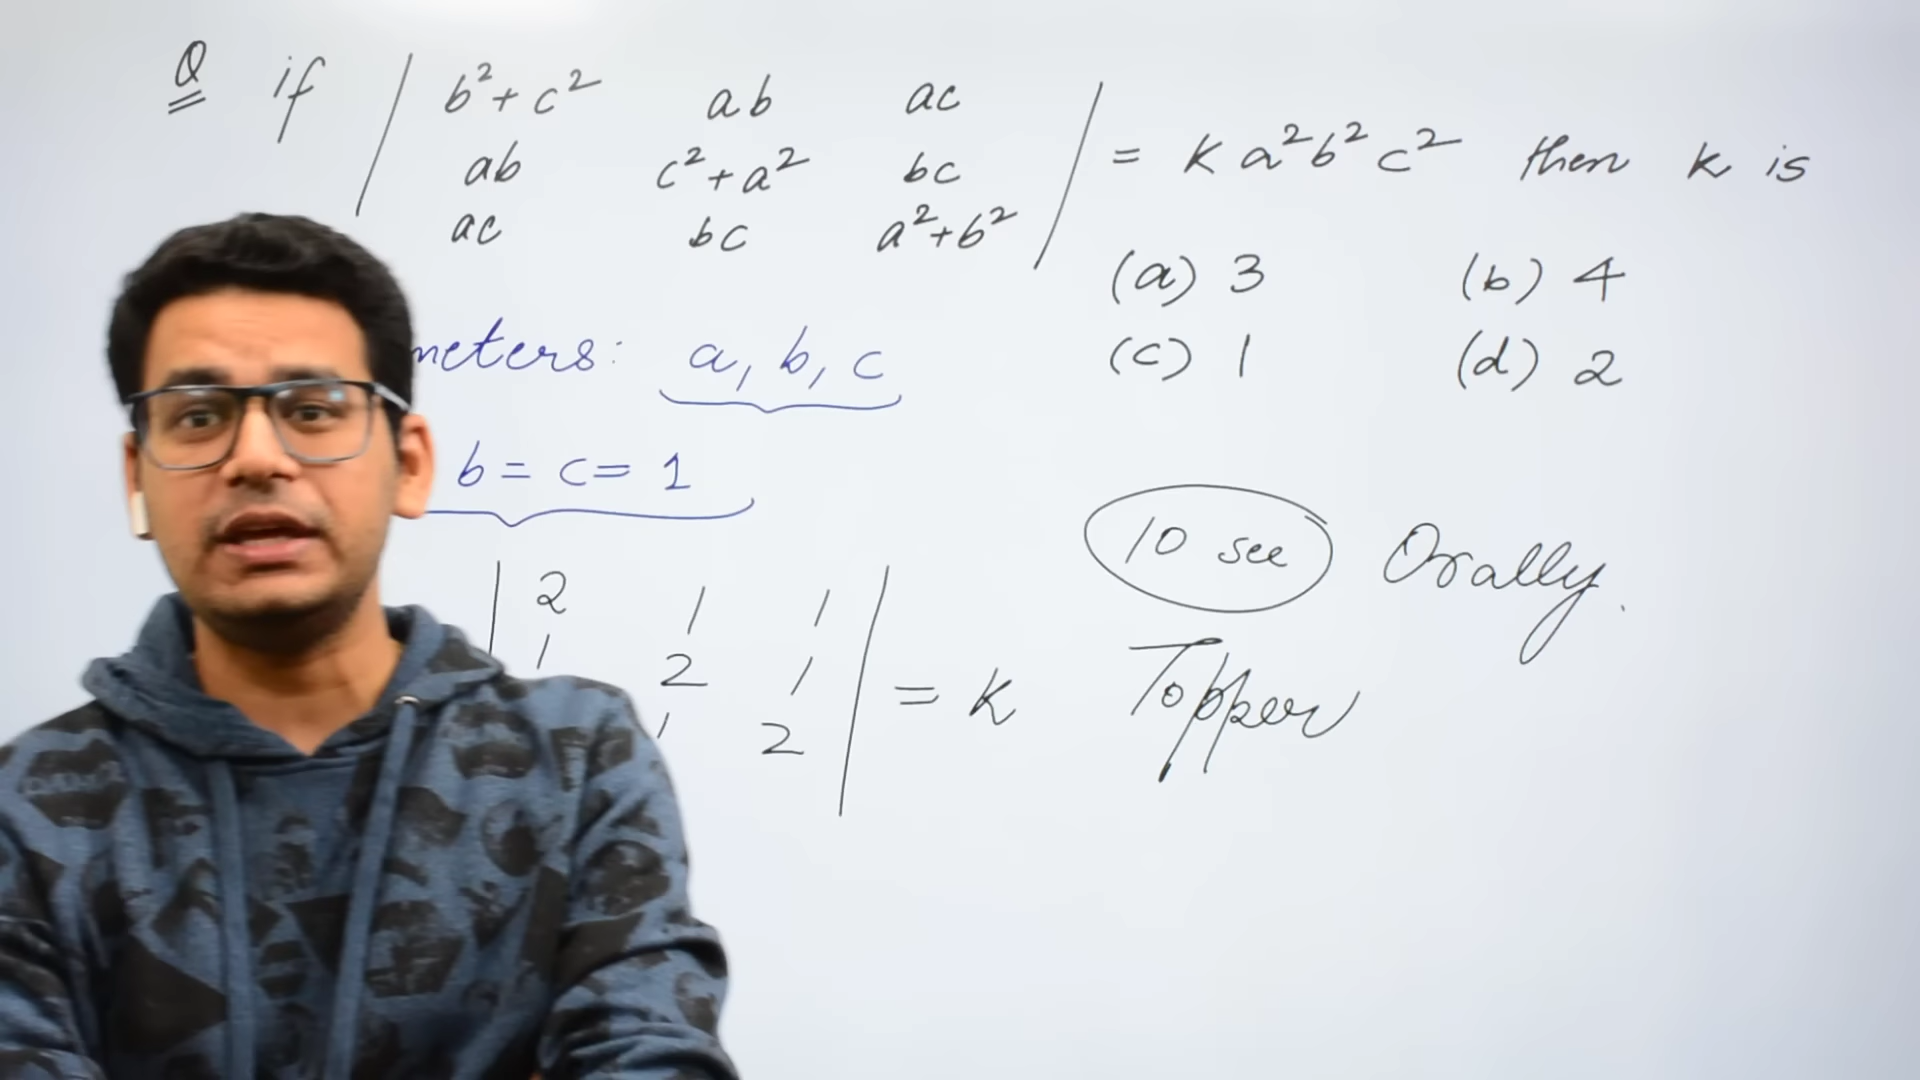 Q if | b²+c² ab ac | = K a²b²c² then k is
ab c²+a² bc
ac bc a²+b²
(a) 3 (b) 4
(c) 1 (d) 2
meters: a, b, c
b = c = 1
10 sec Orally.
| 2 1 1 |
1 2 1 = k Topper
1 2